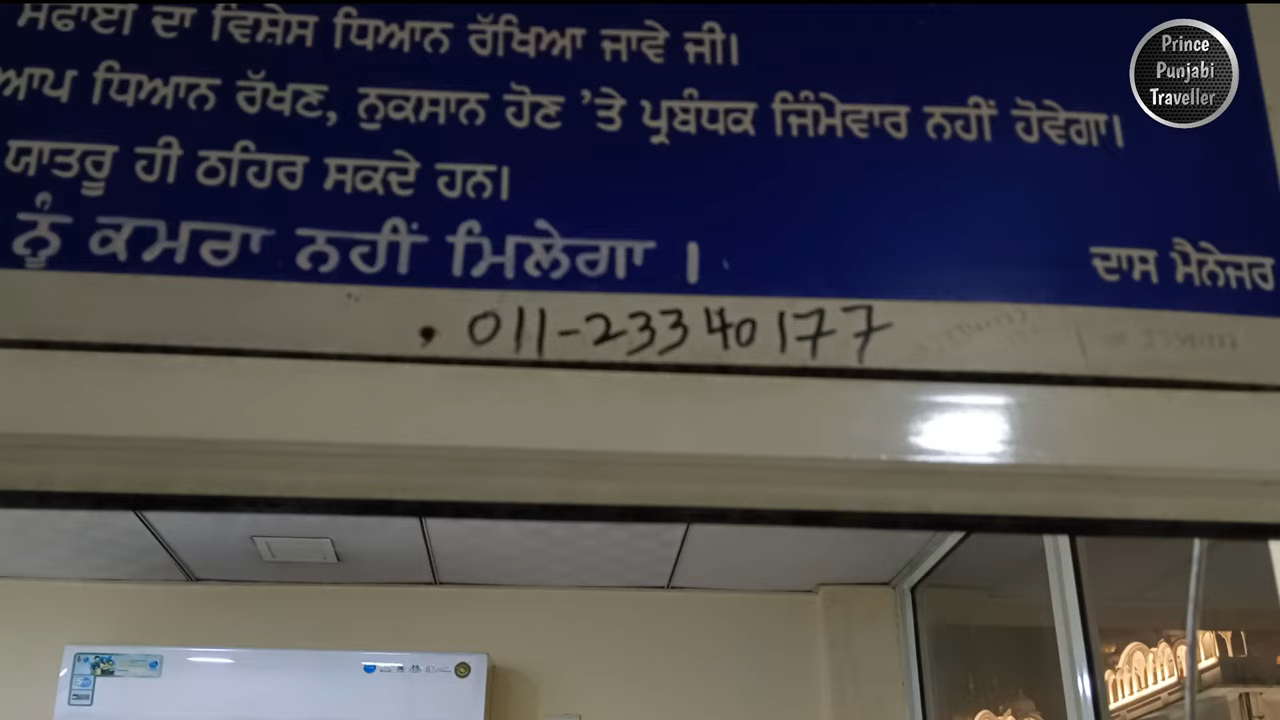 ਸਫਾਈ ਦਾ ਵਿਸ਼ੇਸ ਧਿਆਨ ਰੱਖਿਆ ਜਾਵੇ ਜੀ।
ਆਪ ਧਿਆਨ ਰੱਖਣ, ਨੁਕਸਾਨ ਹੋਣ ’ਤੇ ਪ੍ਰਬੰਧਕ ਜਿੰਮੇਵਾਰ ਨਹੀਂ ਹੋਵੇਗਾ।
ਯਾਤਰੂ ਹੀ ਠਹਿਰ ਸਕਦੇ ਹਨ।
ਨੂੰ ਕਮਰਾ ਨਹੀਂ ਮਿਲੇਗਾ ।
ਦਾਸ ਮੈਨੇਜਰ
011-23340177
Prince
Punjabi
Traveller